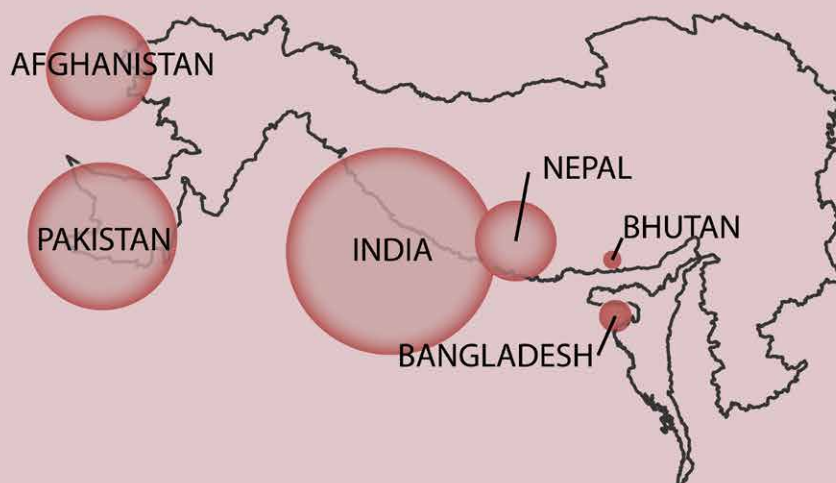 AFGHANISTAN
NEPAL
PAKISTAN
INDIA
BHUTAN
BANGLADESH